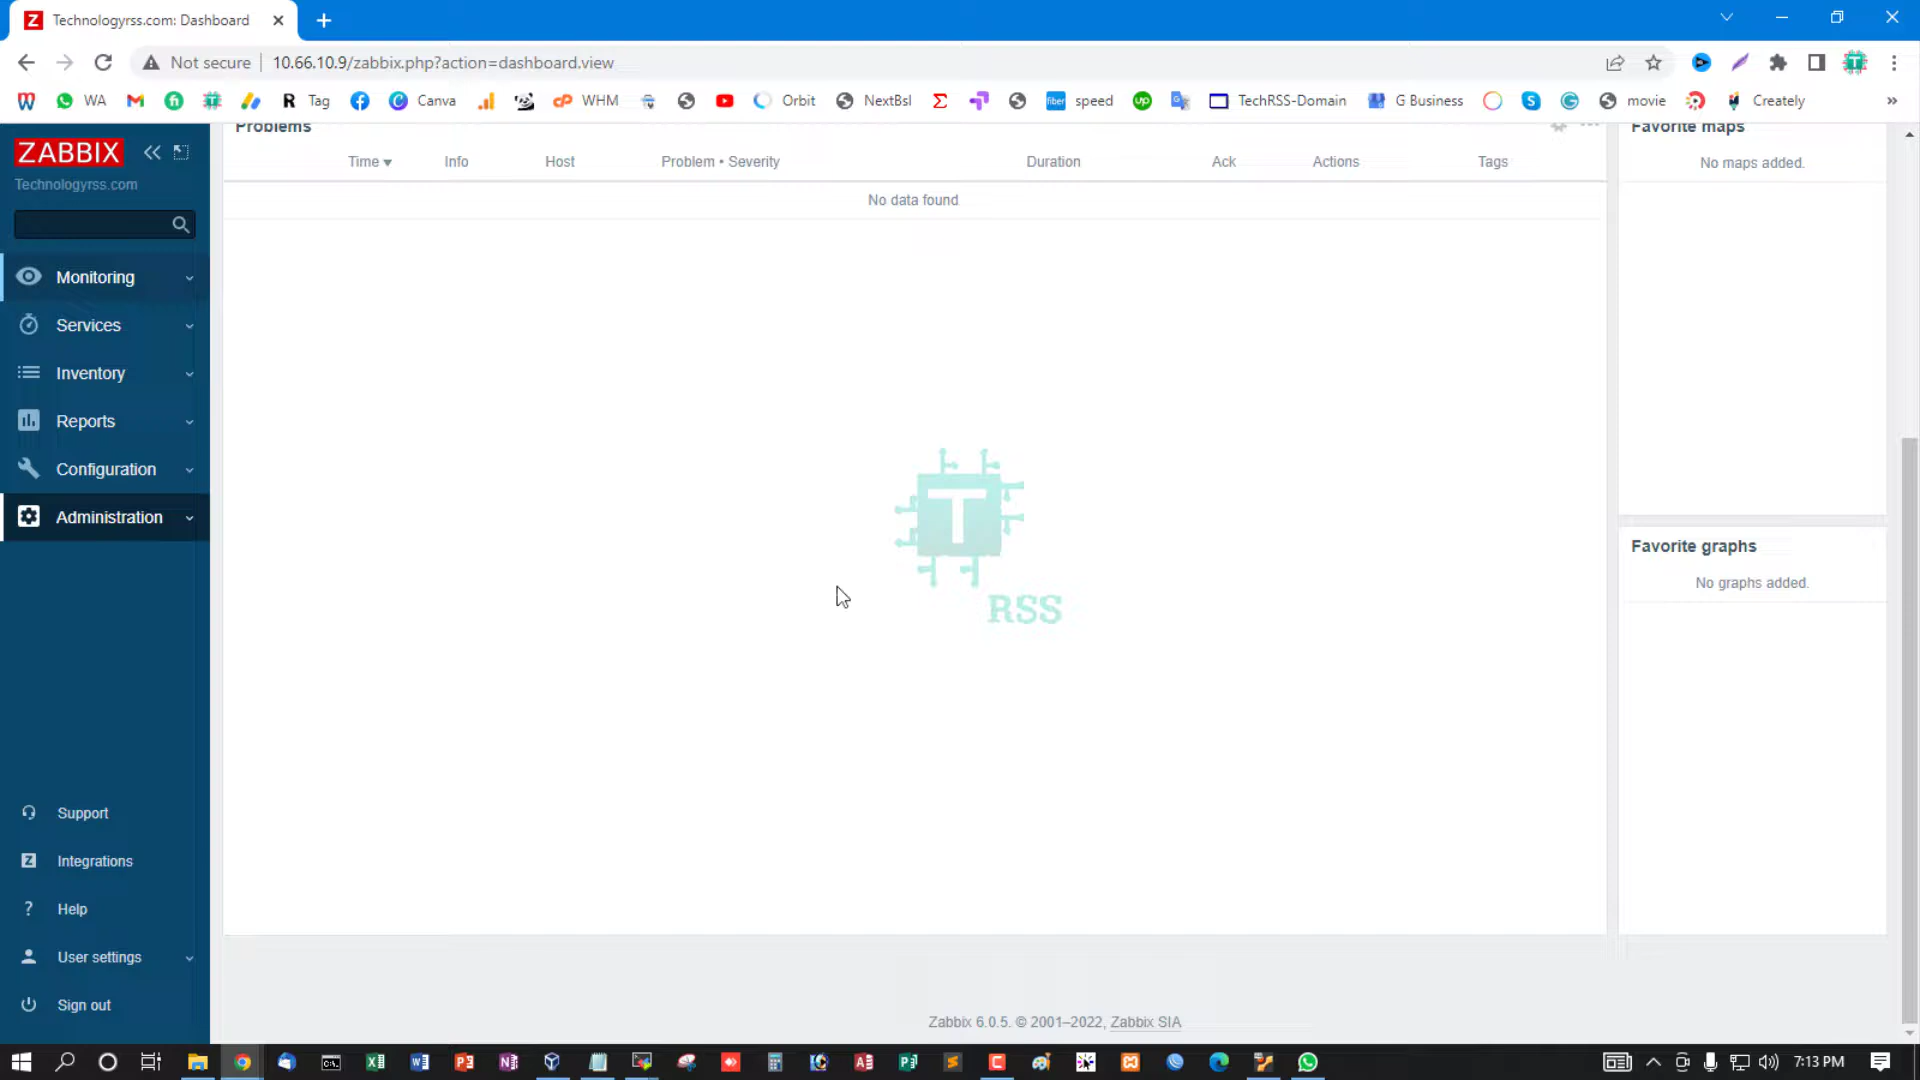 Technologyrss.com: Dashboard
Not secure
10.66.10.9/zabbix.php?action=dashboard.view
WA
Tag
Canva
WHM
Orbit
NextBsl
fiber speed
TechRSS-Domain
G Business
movie
Creately
ZABBIX
Technologyrss.com
Monitoring
Services
Inventory
Reports
Configuration
Administration
Support
Integrations
Help
User settings
Sign out
Problems
Time
Info
Host
Problem • Severity
Duration
Ack
Actions
Tags
No data found
T
RSS
Favorite maps
No maps added.
Favorite graphs
No graphs added.
Zabbix 6.0.5. © 2001–2022, Zabbix SIA
7:13 PM